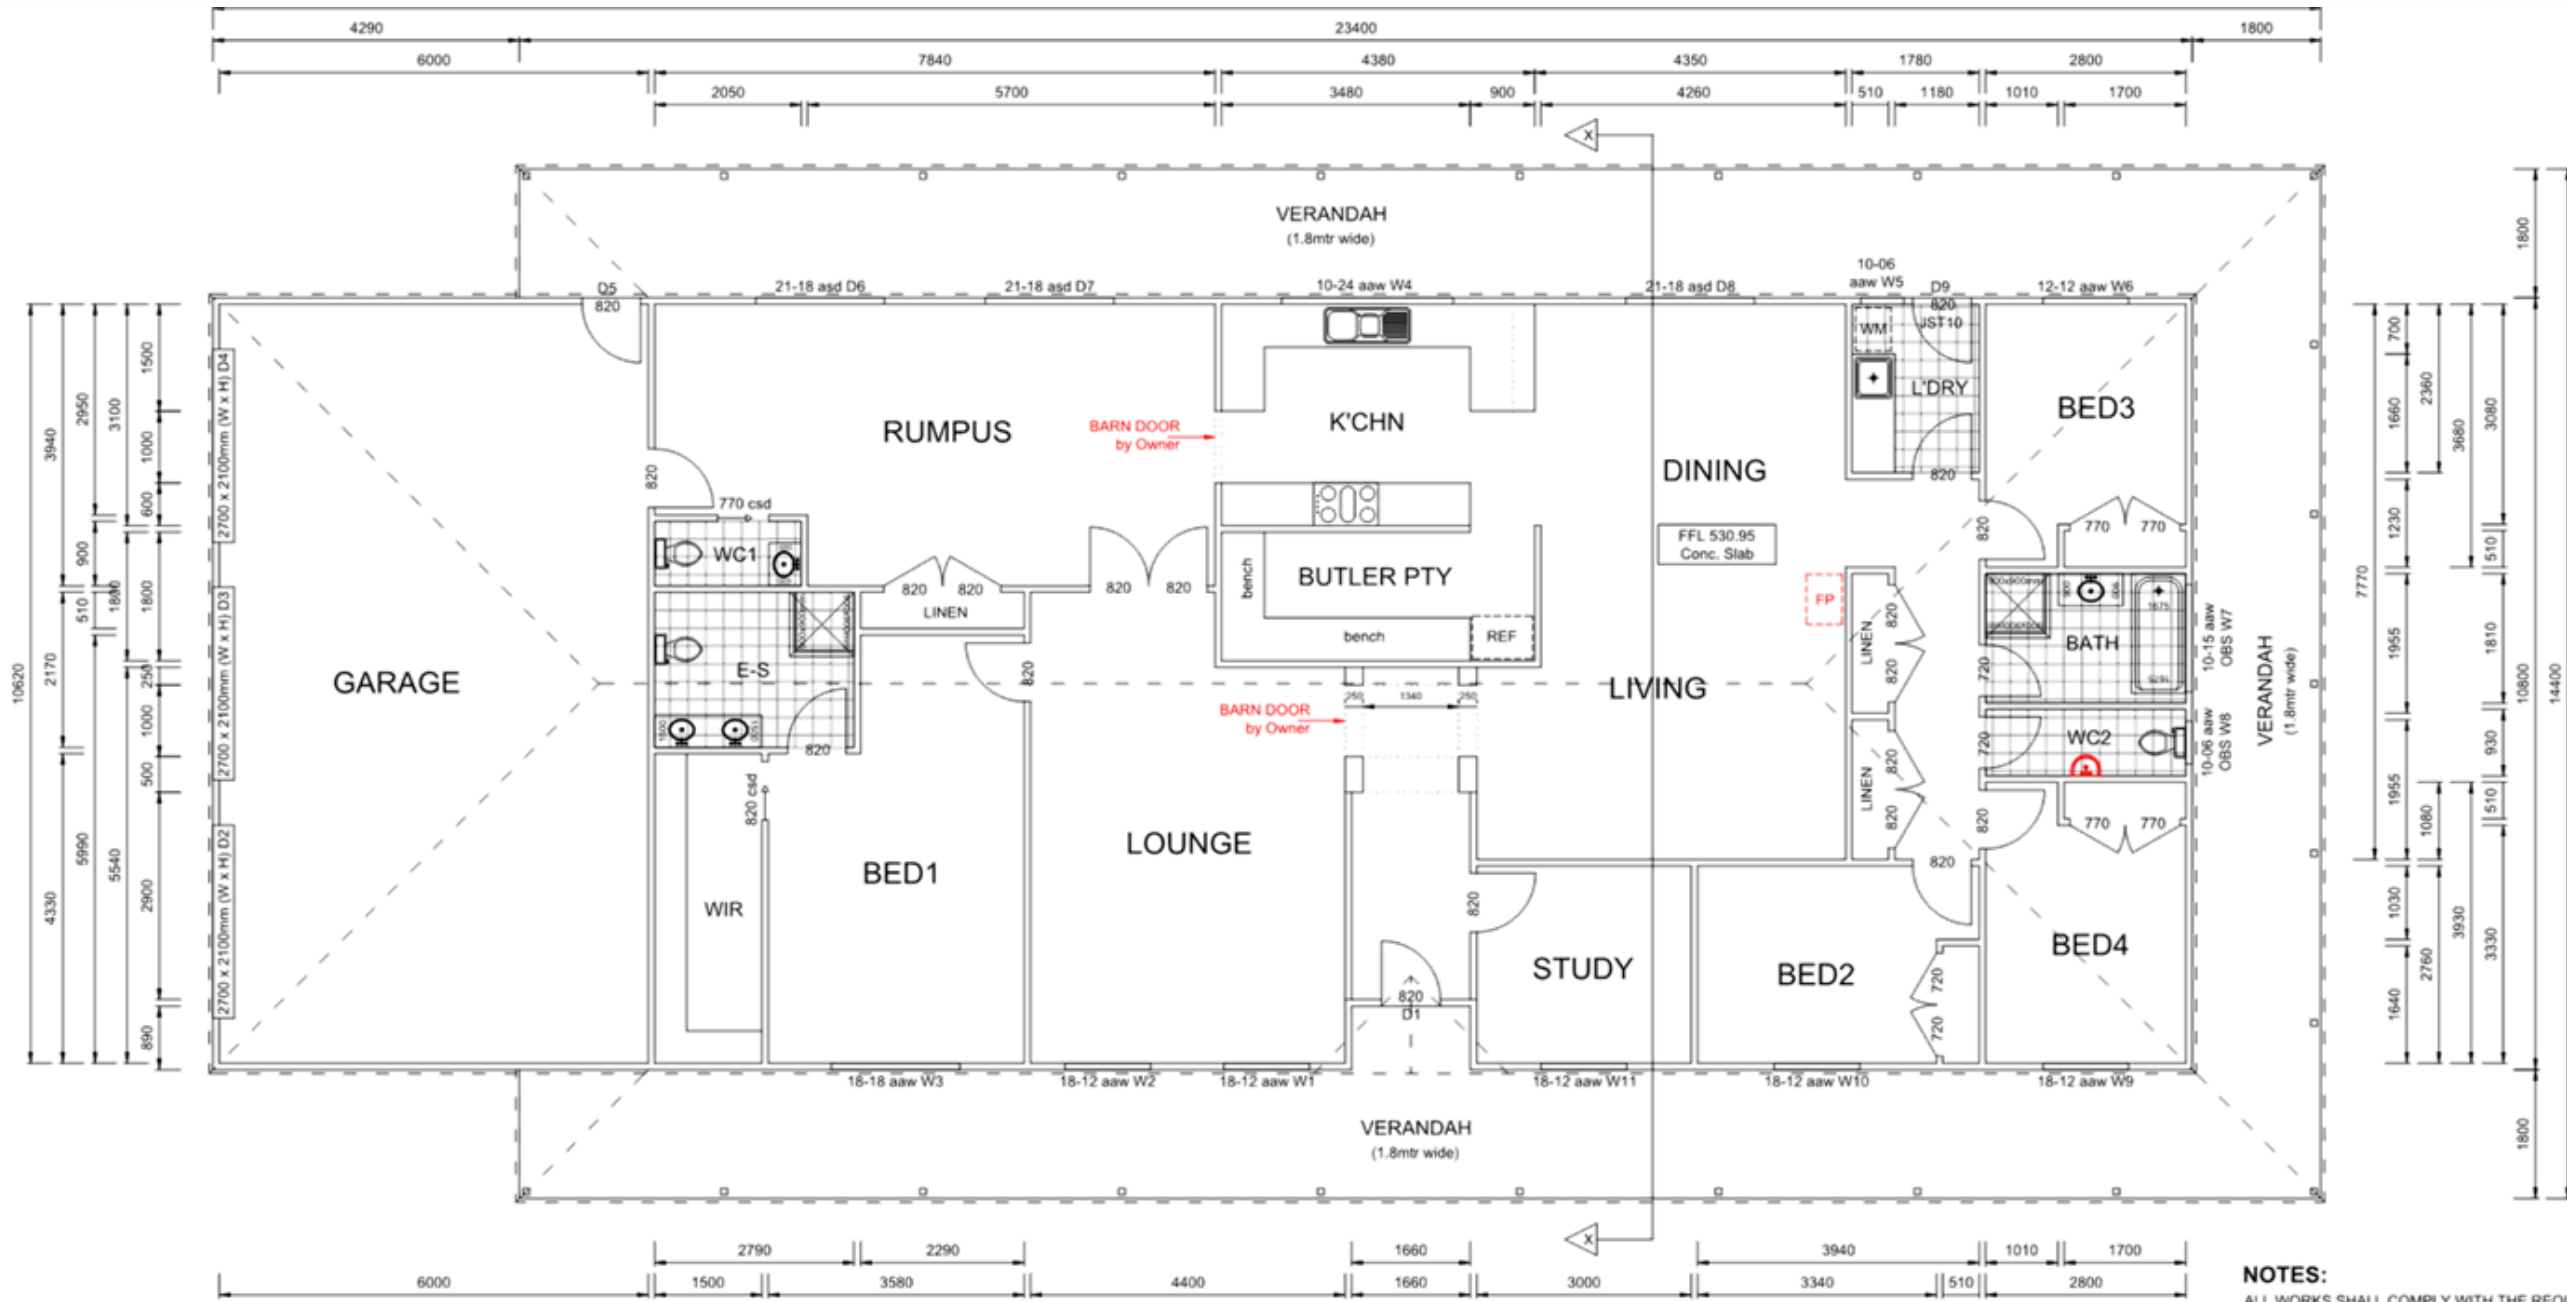 4290
23400
1800
6000
7840
4380
4350
1780
2800
2050
5700
3480
900
4260
510
1180
1010
1700
X
VERANDAH
(1.8mtr wide)
D5
820
21-18 asd D6
21-18 asd D7
10-24 aaw W4
21-18 asd D8
10-06
aaw W5
D9
820
JST10
12-12 aaw W6
WM
L'DRY
820
BED3
770
770
820
RUMPUS
BARN DOOR
by Owner
K'CHN
DINING
FFL 530.95
Conc. Slab
820
770 csd
WC1
820
820
LINEN
820
820
bench
BUTLER PTY
bench
REF
FP
LINEN
820
820
900
900
1675
1675
BATH
720
10-15 aaw
OBS W7
VERANDAH
(1.8mtr wide)
GARAGE
2700 x 2100mm (W x H) D4
2700 x 2100mm (W x H) D3
2700 x 2100mm (W x H) D2
E-S
1500
1500
820
820
250
1340
250
BARN DOOR
by Owner
LIVING
LINEN
820
820
WC2
720
10-06 aaw
OBS W8
820 csd
WIR
BED1
LOUNGE
820
STUDY
820
BED2
720
720
820
770
770
BED4
820
D1
18-18 aaw W3
18-12 aaw W2
18-12 aaw W1
18-12 aaw W11
18-12 aaw W10
18-12 aaw W9
VERANDAH
(1.8mtr wide)
X
10620
3940
2170
4330
2950
900
510
5990
3100
1800
5540
1500
1000
600
1800
250
1000
500
2900
890
7770
700
1660
1230
1955
1955
1030
1640
2360
1080
2760
3680
3930
3080
510
1810
930
510
3330
1800
10800
1800
14400
2790
2290
1660
3940
1010
1700
6000
1500
3580
4400
1660
3000
3340
510
2800
NOTES: